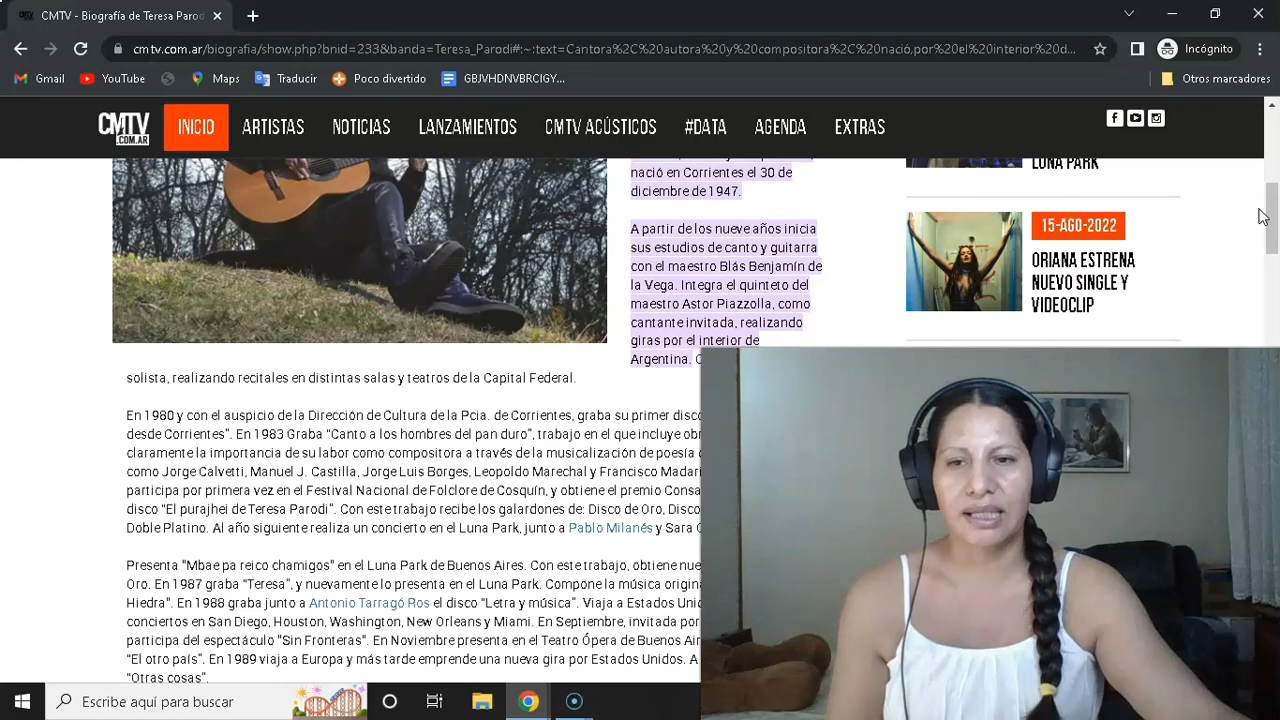 CMTV - Biografía de Teresa Parod
cmtv.com.ar/biografia/show.php?bnid=233&banda=Teresa_Parodi#:~:text=Cantora%2C%20autora%20y%20compositora%2C%20nació,por%20el%20interior%20d...
Incógnito
Gmail
YouTube
Maps
Traducir
Poco divertido
GBJVHDNVBRCIGY...
Otros marcadores
CMTV
.COM.AR
INICIO
ARTISTAS
NOTICIAS
LANZAMIENTOS
CMTV ACÚSTICOS
#DATA
AGENDA
EXTRAS
nació en Corrientes el 30 de
diciembre de 1947.
A partir de los nueve años inicia
sus estudios de canto y guitarra
con el maestro Blás Benjamín de
la Vega. Integra el quinteto del
maestro Astor Piazzolla, como
cantante invitada, realizando
giras por el interior de
Argentina.
solista, realizando recitales en distintas salas y teatros de la Capital Federal.
En 1980 y con el auspicio de la Dirección de Cultura de la Pcia. de Corrientes, graba su primer disco
desde Corrientes". En 1983 Graba "Canto a los hombres del pan duro", trabajo en el que incluye obr
claramente la importancia de su labor como compositora a través de la musicalización de poesía
como Jorge Calvetti, Manuel J. Castilla, Jorge Luis Borges, Leopoldo Marechal y Francisco Madari
participa por primera vez en el Festival Nacional de Folclore de Cosquín, y obtiene el premio Consa
disco "El purajhei de Teresa Parodi". Con este trabajo recibe los galardones de: Disco de Oro, Disco
Doble Platino. Al año siguiente realiza un concierto en el Luna Park, junto a Pablo Milanés y Sara
Presenta "Mbae pa reico chamigos" en el Luna Park de Buenos Aires. Con este trabajo, obtiene nue
Oro. En 1987 graba "Teresa", y nuevamente lo presenta en el Luna Park. Compone la música origina
Hiedra". En 1988 graba junto a Antonio Tarragó Ros el disco "Letra y música". Viaja a Estados Unid
conciertos en San Diego, Houston, Washington, New Orleans y Miami. En Septiembre, invitada por
participa del espectáculo "Sin Fronteras". En Noviembre presenta en el Teatro Ópera de Buenos Air
"El otro país". En 1989 viaja a Europa y más tarde emprende una nueva gira por Estados Unidos. A
"Otras cosas".
LUNA PARK
15-AGO-2022
ORIANA ESTRENA
NUEVO SINGLE Y
VIDEOCLIP
Escribe aquí para buscar